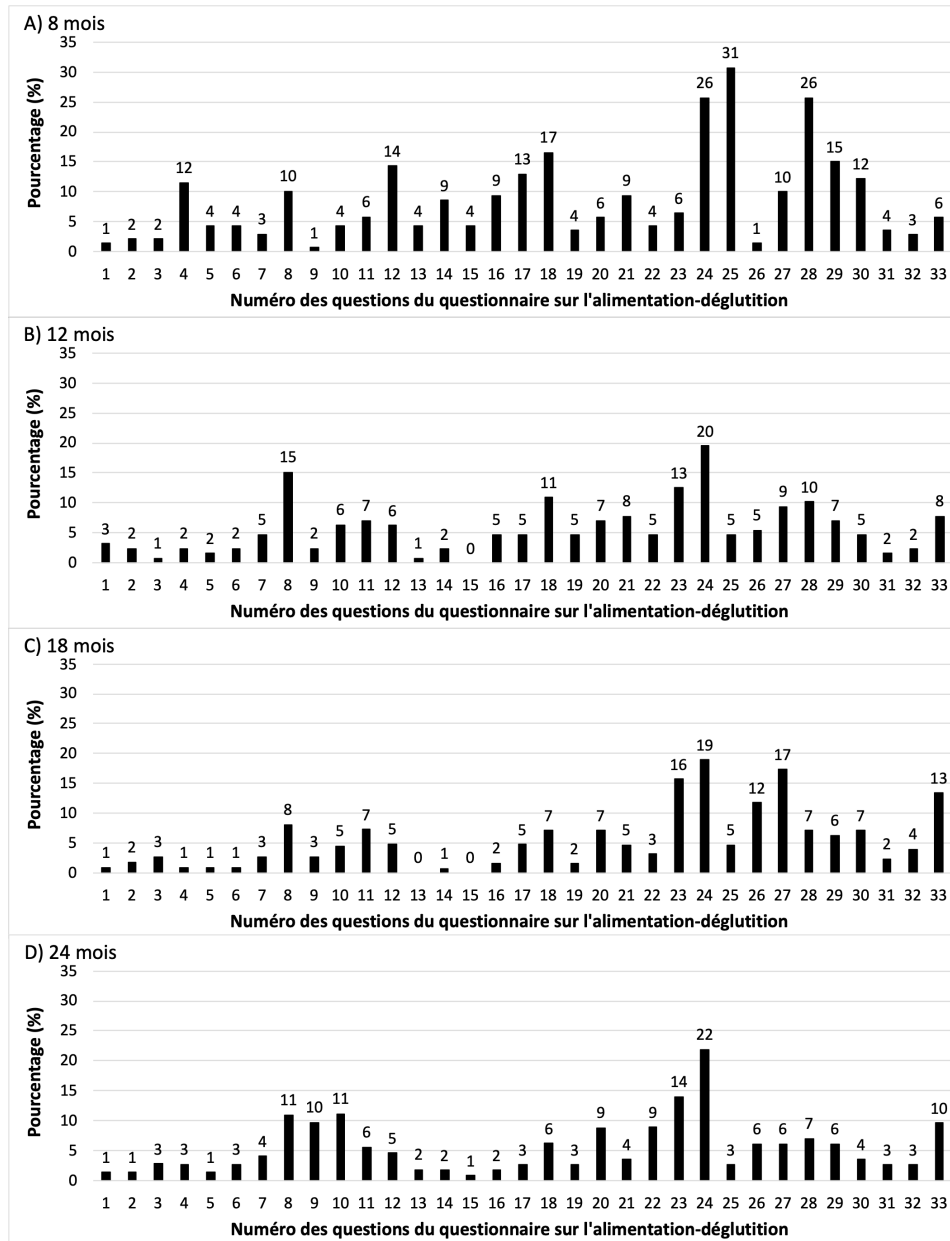 A) 8 mois
Pourcentage (%)
35
30
25
20
15
10
5
0
1 2 2 12 4 4 3 10 1 4 6 14 4 9 4 9 13 17 4 6 9 4 6 26 31 1 10 26 15 12 4 3 6
1 2 3 4 5 6 7 8 9 10 11 12 13 14 15 16 17 18 19 20 21 22 23 24 25 26 27 28 29 30 31 32 33
Numéro des questions du questionnaire sur l'alimentation-déglutition
B) 12 mois
Pourcentage (%)
35
30
25
20
15
10
5
0
3 2 1 2 2 2 5 15 2 6 7 6 1 2 0 5 5 11 5 7 8 5 13 20 5 5 9 10 7 5 2 2 8
1 2 3 4 5 6 7 8 9 10 11 12 13 14 15 16 17 18 19 20 21 22 23 24 25 26 27 28 29 30 31 32 33
Numéro des questions du questionnaire sur l'alimentation-déglutition
C) 18 mois
Pourcentage (%)
35
30
25
20
15
10
5
0
1 2 3 1 1 1 3 8 3 5 7 5 0 1 0 2 5 7 2 7 5 3 16 19 5 12 17 7 6 7 2 4 13
1 2 3 4 5 6 7 8 9 10 11 12 13 14 15 16 17 18 19 20 21 22 23 24 25 26 27 28 29 30 31 32 33
Numéro des questions du questionnaire sur l'alimentation-déglutition
D) 24 mois
Pourcentage (%)
35
30
25
20
15
10
5
0
1 1 3 3 1 3 4 11 10 11 6 5 2 2 1 2 3 6 3 9 4 9 14 22 3 6 6 7 6 4 3 3 10
1 2 3 4 5 6 7 8 9 10 11 12 13 14 15 16 17 18 19 20 21 22 23 24 25 26 27 28 29 30 31 32 33
Numéro des questions du questionnaire sur l'alimentation-déglutition